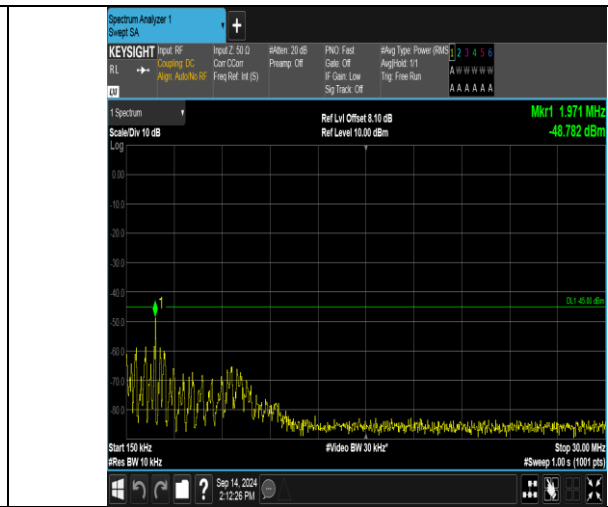 Spectrum Analyzer 1
Swept SA
+
KEYSIGHT Input: RF Input Z: 50 Ω #Atten: 20 dB PNO: Fast #Avg Type: Power (RMS 1 2 3 4 5 6
RL Coupling: DC Corr CCorr Preamp: Off Gate: Off Avg|Hold: 1/1 A W W W W W
Align: Auto/No RF Freq Ref: Int (S) IF Gain: Low Trig: Free Run
Sig Track: Off A A A A A A
LXI
1 Spectrum Ref Lvl Offset 8.10 dB Mkr1 1.971 MHz
Scale/Div 10 dB Ref Level 10.00 dBm -48.782 dBm
Log
0.00
-10.0
-20.0
-30.0
-40.0
DL1 -45.00 dBm
1
-50.0
-60.0
-70.0
-80.0
Start 150 kHz #Video BW 30 kHz* Stop 30.00 MHz
#Res BW 10 kHz #Sweep 1.00 s (1001 pts)
? Sep 14, 2024
2:12:26 PM